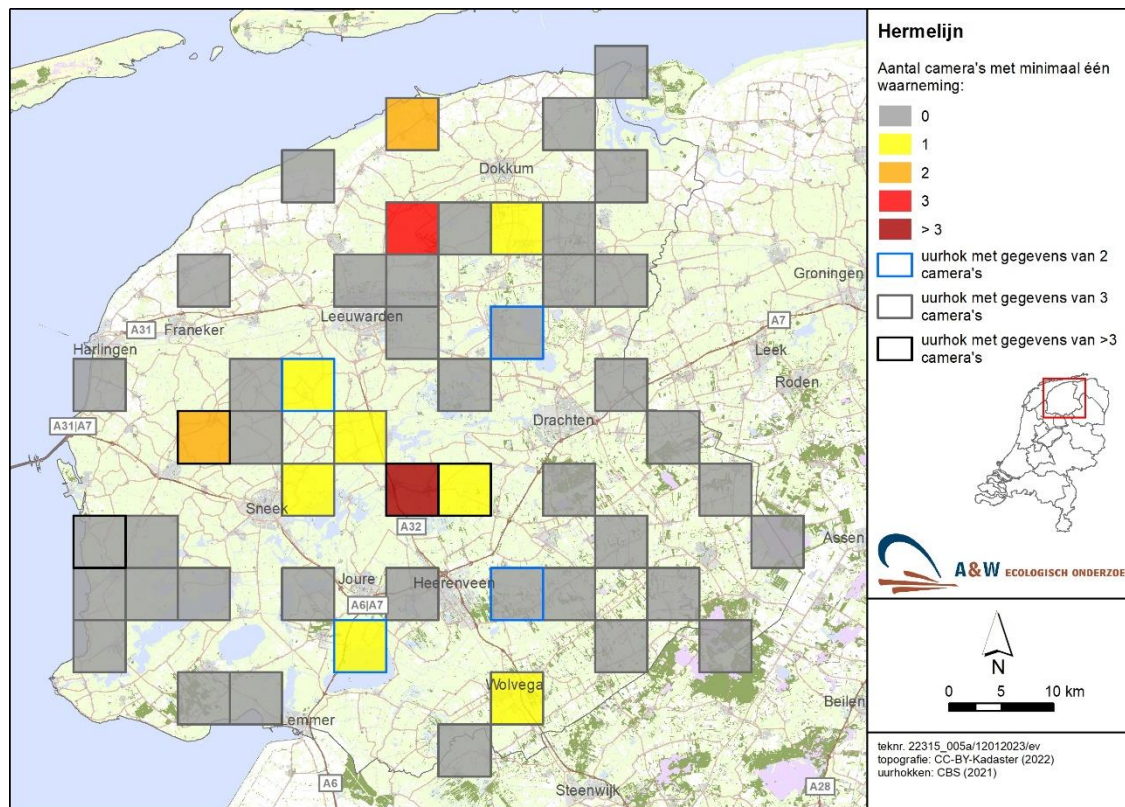 Dokkum
Groningen
Leeuwarden
A31
Franeker
Harlingen
A7
Leek
Roden
Drachten
A31|A7
Sneek
A32
Assen
Joure
Heerenveen
A6|A7
Wolvega
Lemmer
Beilen
A6
Steenwijk
A28
Hermelijn
Aantal camera's met minimaal één
waarneming:
0
1
2
3
> 3
uurhok met gegevens van 2
camera's
uurhok met gegevens van 3
camera's
uurhok met gegevens van >3
camera's
A&W ECOLOGISCH ONDERZOE
N
0 5 10 km
teknr. 22315_005a/12012023/ev
topografie: CC-BY-Kadaster (2022)
uurhokken: CBS (2021)